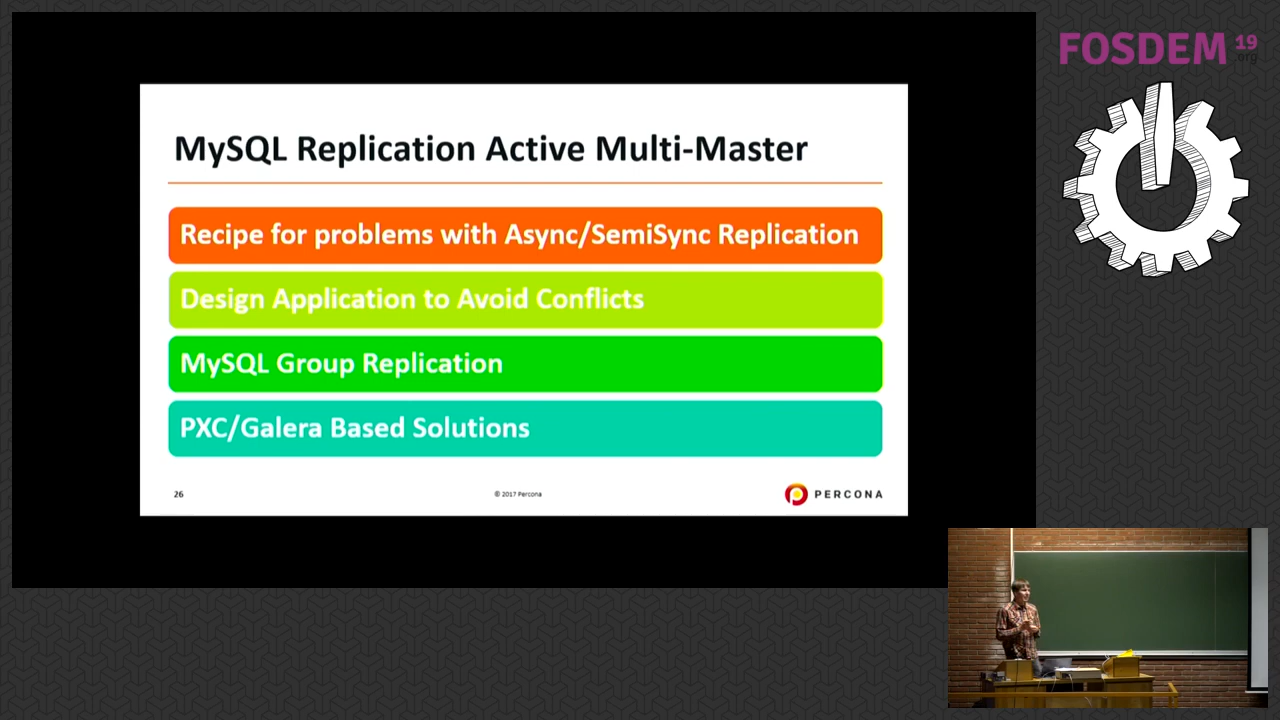 FOSDEM 19
.org
MySQL Replication Active Multi-Master
Recipe for problems with Async/SemiSync Replication
Design Application to Avoid Conflicts
MySQL Group Replication
PXC/Galera Based Solutions
26
© 2017 Percona
PERCONA